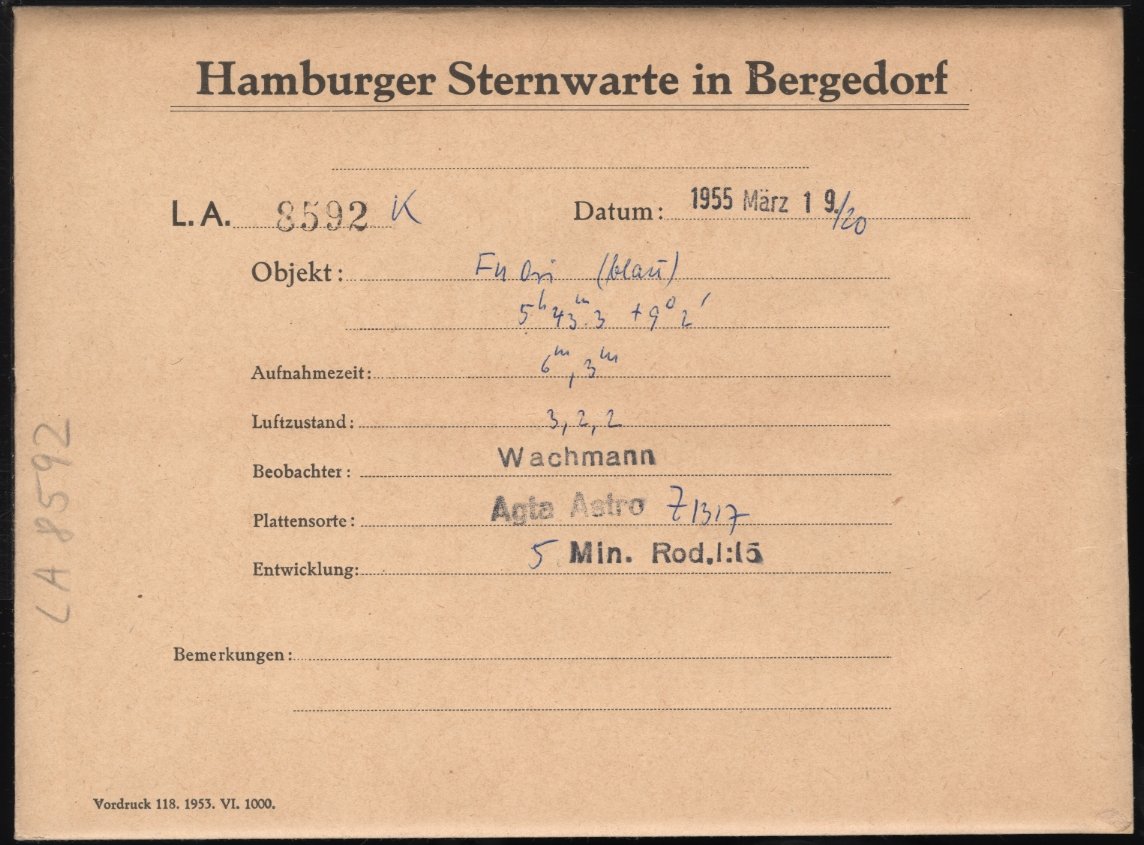 Hamburger Sternwarte in Bergedorf
L. A. 8592 K Datum: 1955 März 19./20
Objekt: Fu Ori (blau)
5h 43m.3 +9° 2'
Aufnahmezeit: 6m, 3m
Luftzustand: 3, 2, 2
Beobachter: Wachmann
Plattensorte: Agfa Astro Z1317
Entwicklung: 5 Min. Rod.1:15
Bemerkungen:
Vordruck 118. 1953. VI. 1000.
LA 8592